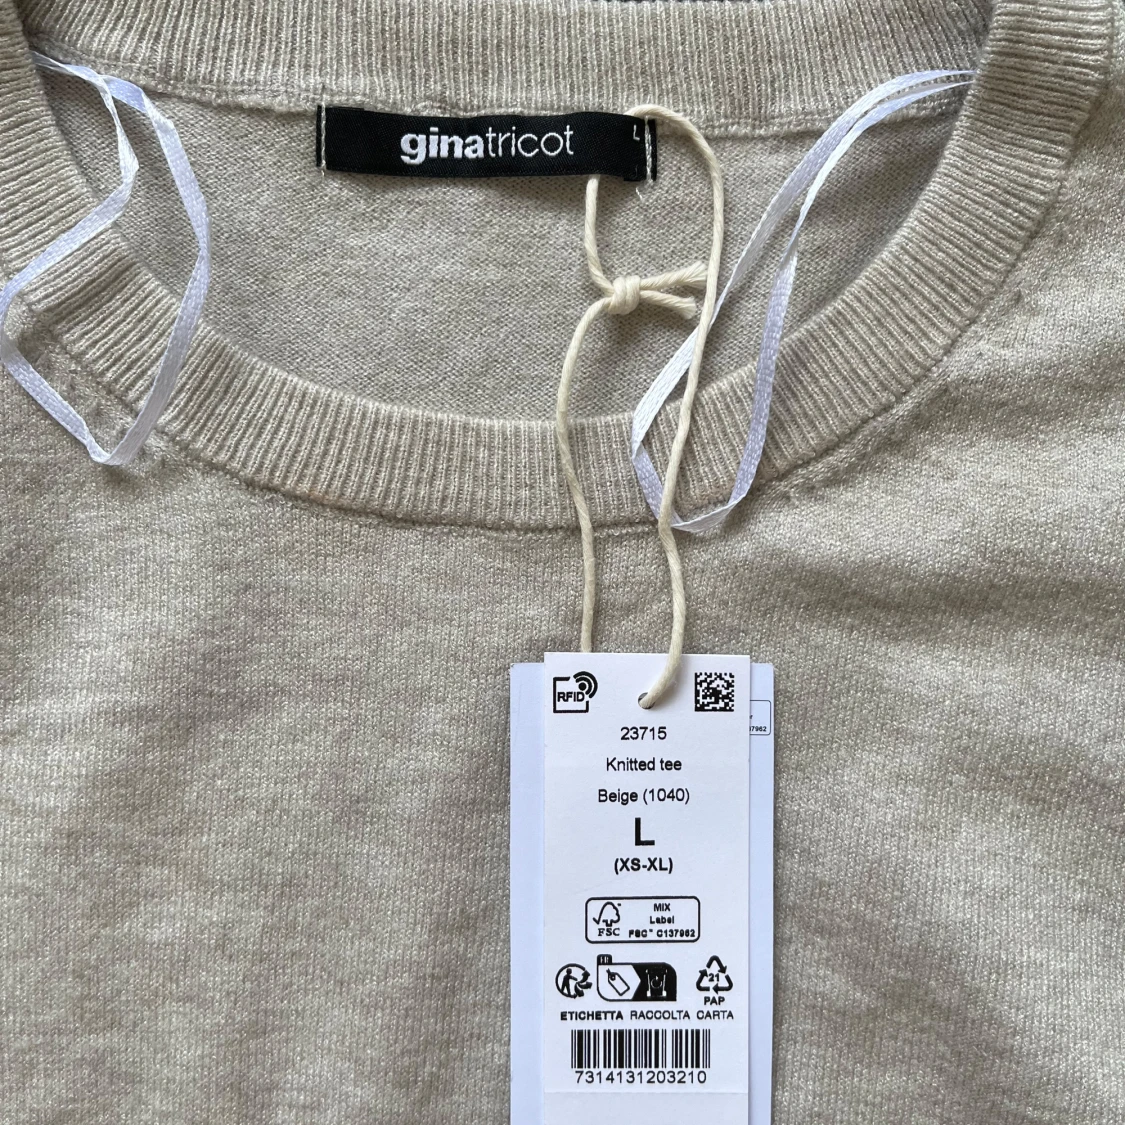 ginatricot
L
RFID
23715
Knitted tee
Beige (1040)
L
(XS-XL)
MIX
Label
FSC™ C137962
FSC
FR
21
PAP
ETICHETTA RACCOLTA CARTA
7314131203210